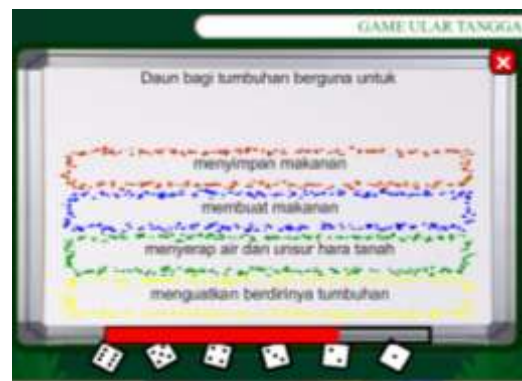 GAME ULAR TANGGA
Daun bagi tumbuhan berguna untuk
menyimpan makanan
membuat makanan
menyerap air dan unsur hara tanah
menguatkan berdirinya tumbuhan